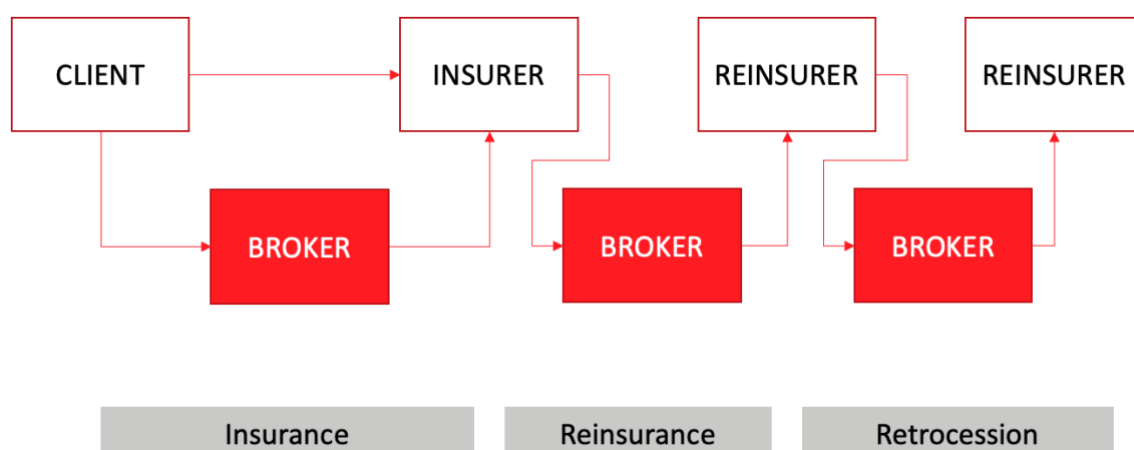 CLIENT
INSURER
REINSURER
REINSURER
BROKER
BROKER
BROKER
Insurance
Reinsurance
Retrocession